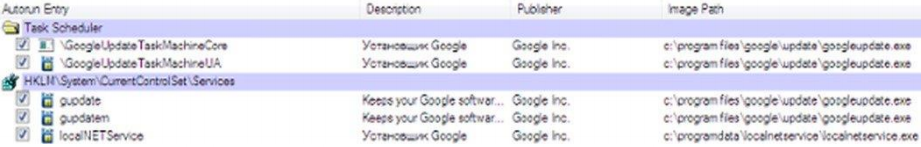 Autorun Entry Description Publisher Image Path
Task Scheduler
\GoogleUpdateTaskMachineCore Установщик Google Google Inc. c:\program files\google\update\googleupdate.exe
\GoogleUpdateTaskMachineUA Установщик Google Google Inc. c:\program files\google\update\googleupdate.exe
HKLM\System\CurrentControlSet\Services
gupdate Keeps your Google softwar... Google Inc. c:\program files\google\update\googleupdate.exe
gupdatem Keeps your Google softwar... Google Inc. c:\program files\google\update\googleupdate.exe
localNETService Установщик Google Google Inc. c:\programdata\localnetservice\localnetservice.exe